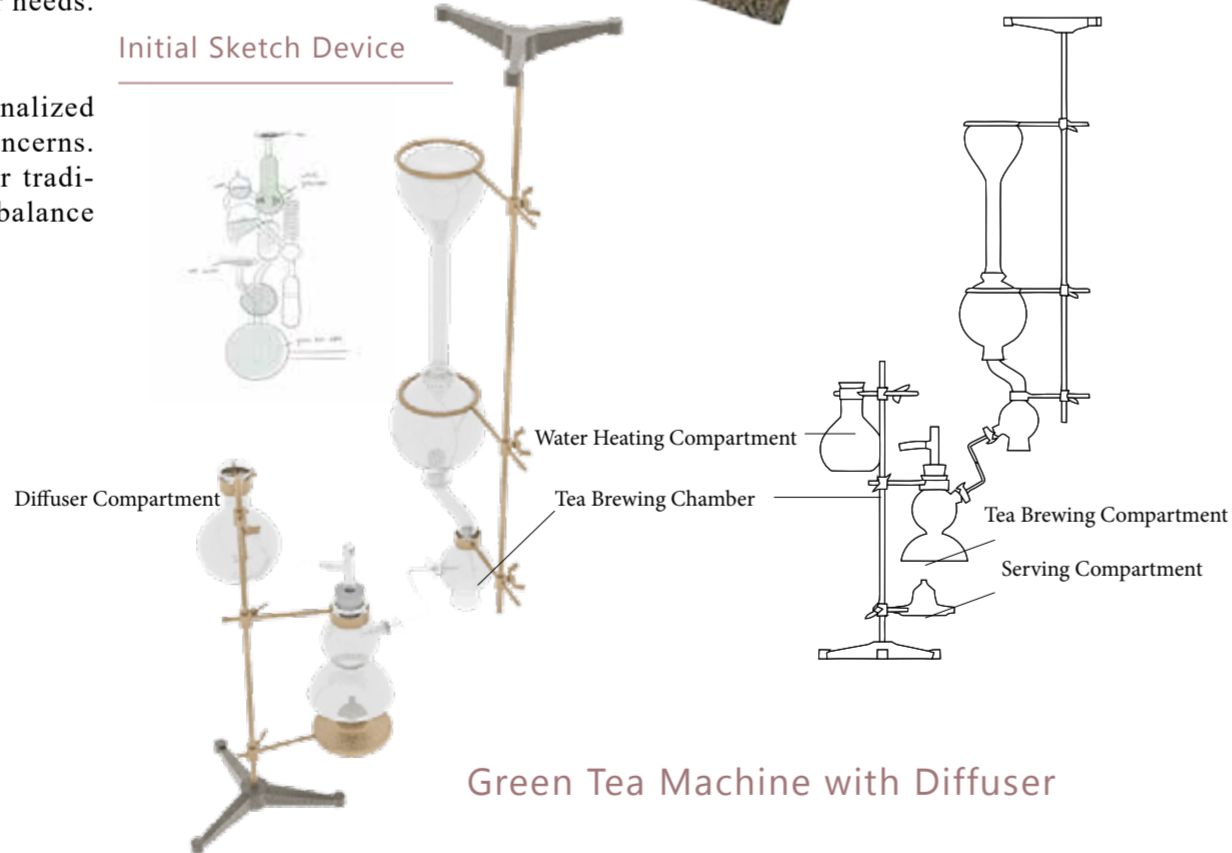 needs.
Initial Sketch Device
nalized
ncerns.
r tradi-
balance
Water Heating Compartment
Diffuser Compartment
Tea Brewing Chamber
Tea Brewing Compartment
Serving Compartment
Green Tea Machine with Diffuser